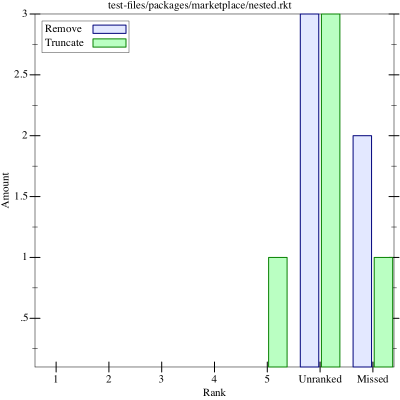 test-files/packages/marketplace/nested.rkt
Remove
Truncate
3
2.5
2
1.5
1
.5
Amount
1 2 3 4 5 Unranked Missed
Rank